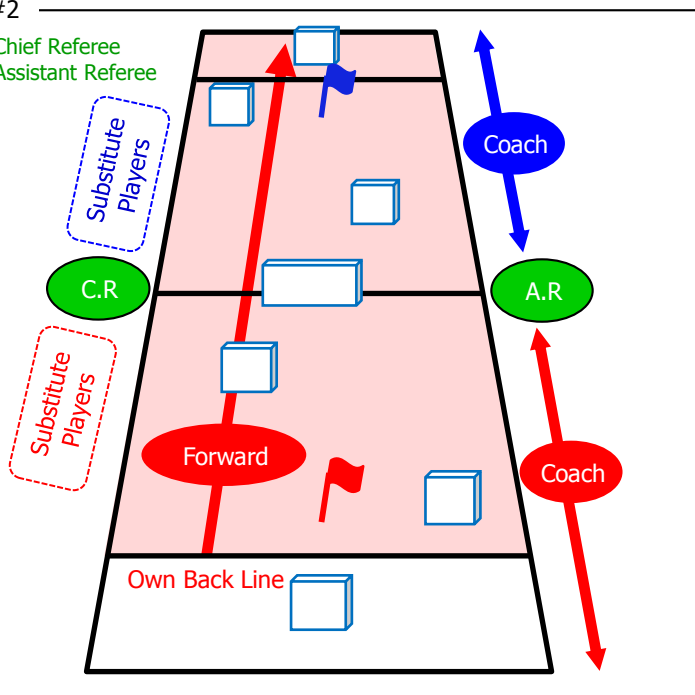 #2
Chief Referee
Assistant Referee
Substitute
Players
Coach
C.R
A.R
Substitute
Players
Forward
Coach
Own Back Line